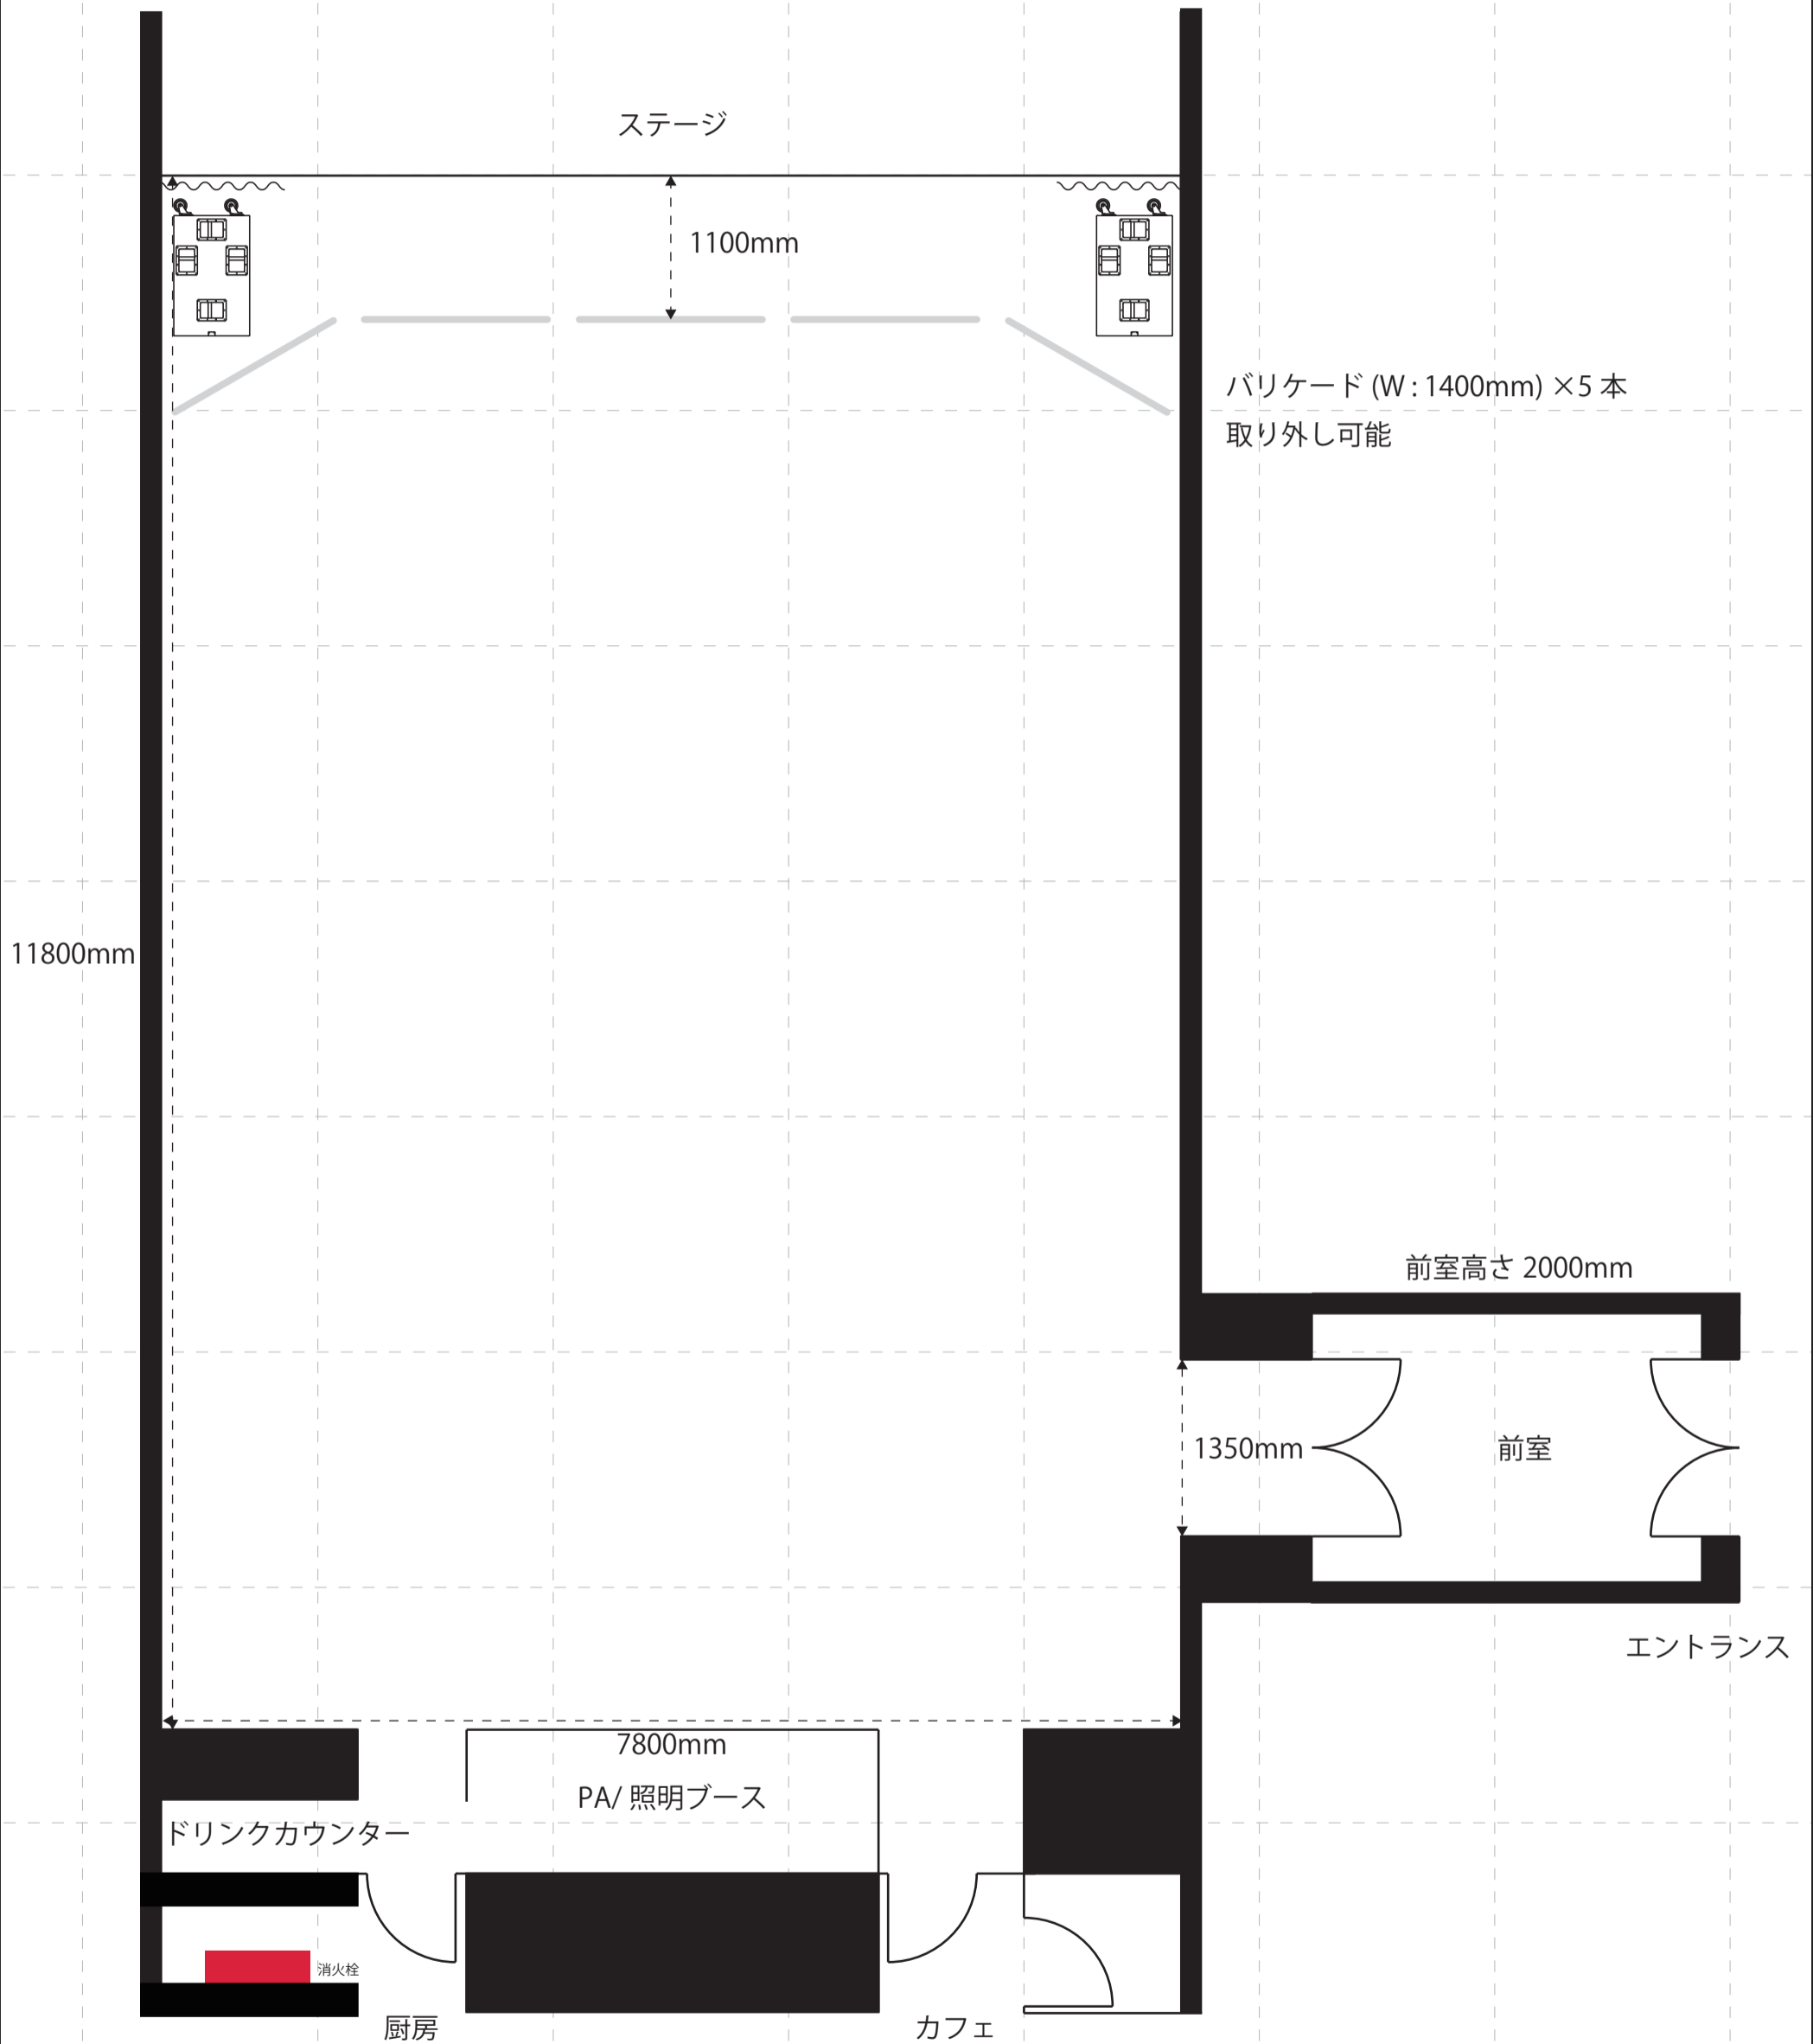 ステージ
1100mm
バリケード (W : 1400mm) ×5 本
取り外し可能
11800mm
前室高さ 2000mm
1350mm
前室
エントランス
7800mm
PA/ 照明ブース
ドリンクカウンター
消火栓
厨房
カフェ